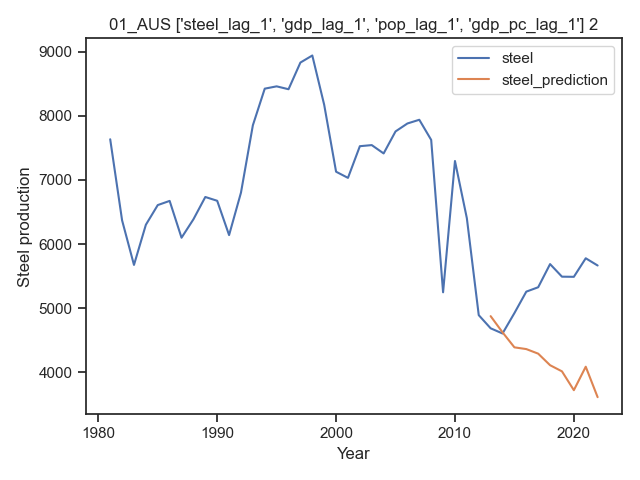 01_AUS ['steel_lag_1', 'gdp_lag_1', 'pop_lag_1', 'gdp_pc_lag_1'] 2
steel
steel_prediction
Steel production
9000
8000
7000
6000
5000
4000
1980
1990
2000
2010
2020
Year